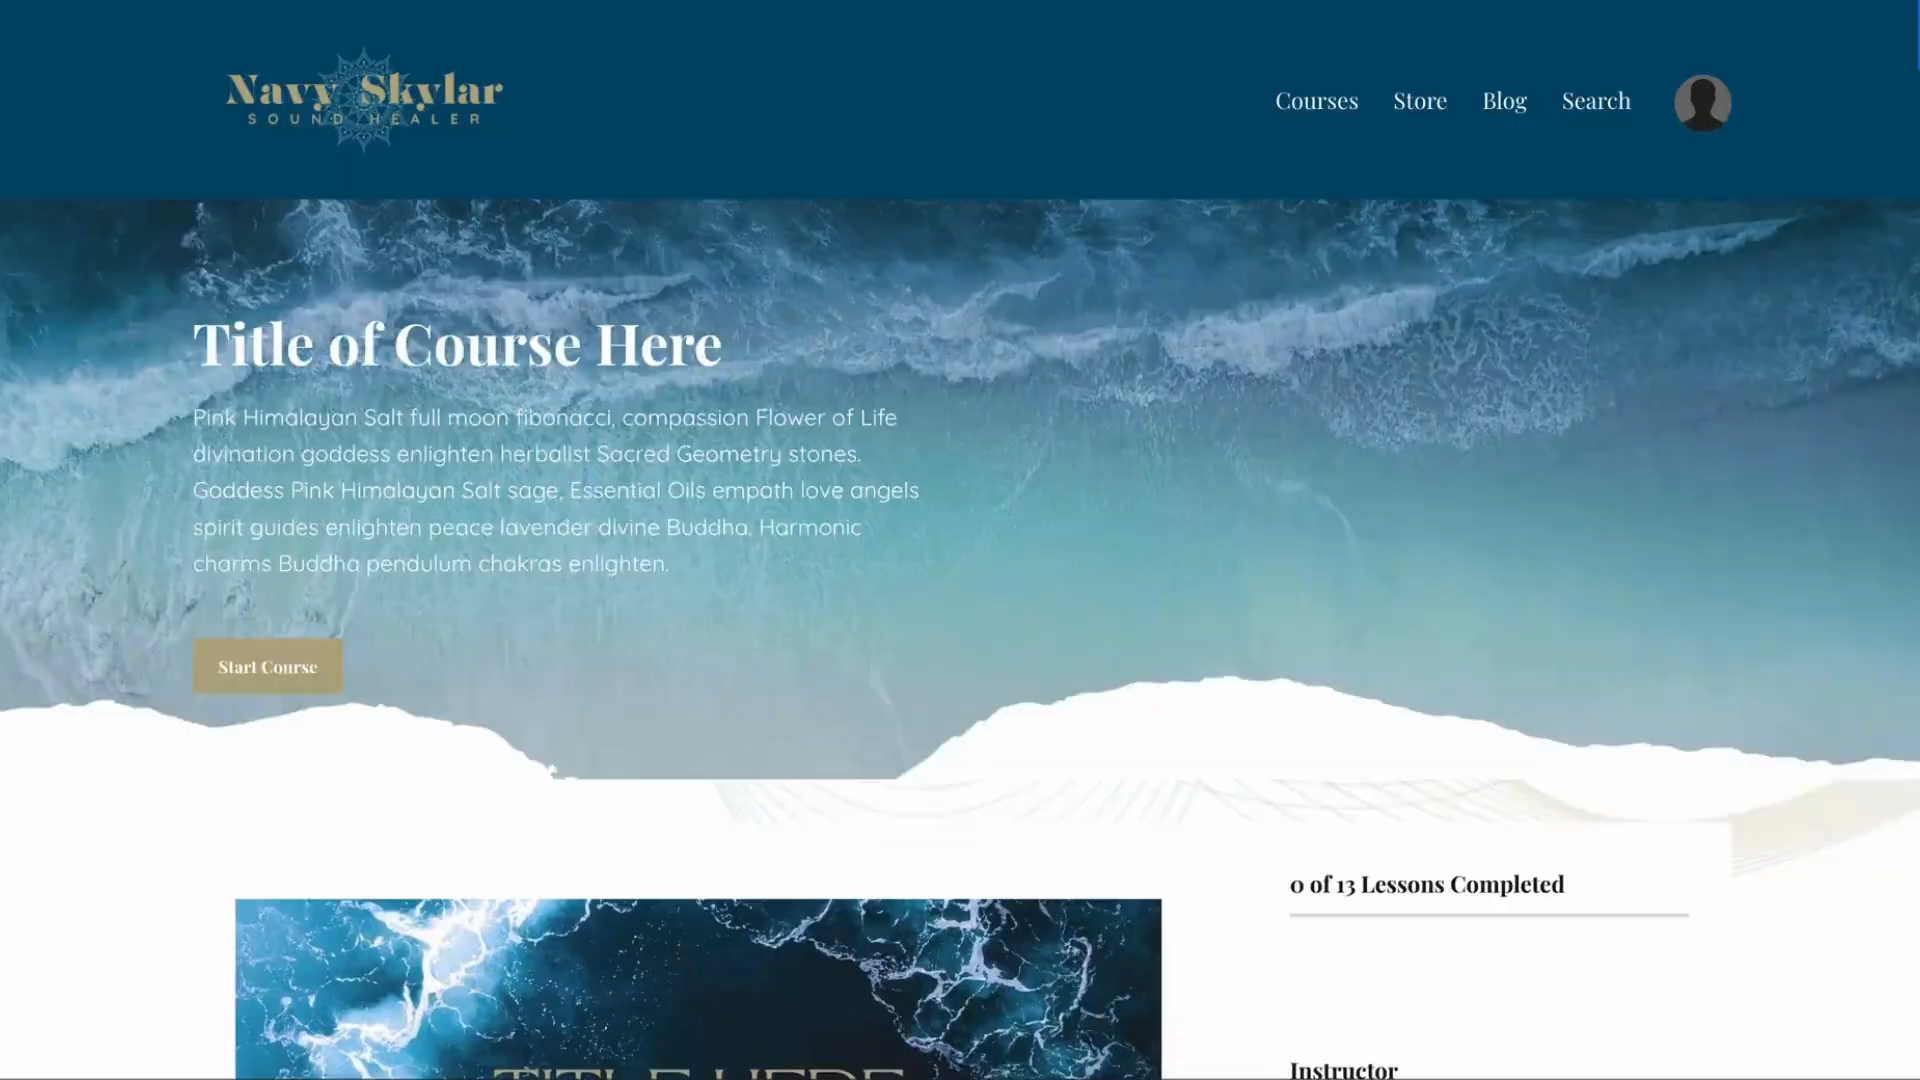 Navy Skylar
SOUND HEALER
Courses
Store
Blog
Search
Title of Course Here
Pink Himalayan Salt full moon fibonacci, compassion Flower of Life
divination goddess enlighten herbalist Sacred Geometry stones.
Goddess Pink Himalayan Salt sage, Essential Oils empath love angels
spirit guides enlighten peace lavender divine Buddha. Harmonic
charms Buddha pendulum chakras enlighten.
Start Course
0 of 13 Lessons Completed
TITLE HERE
Instructor